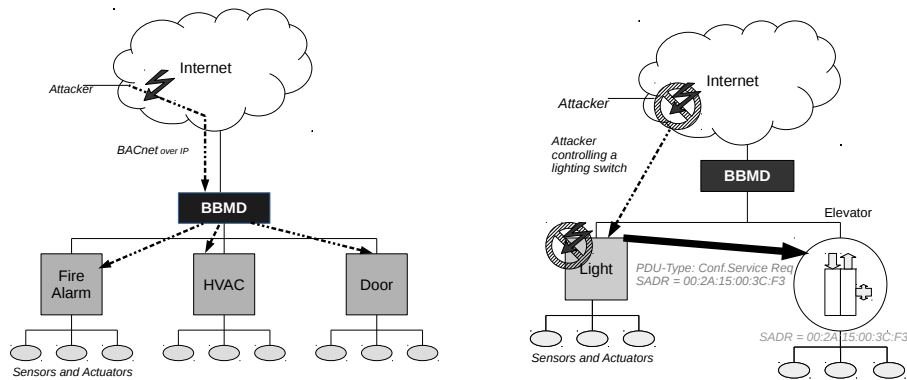 Internet
Attacker
BACnet over IP
BBMD
Fire
Alarm
HVAC
Door
Sensors and Actuators
Internet
Attacker
Attacker
controlling a
lighting switch
BBMD
Elevator
Light
PDU-Type: Conf.Service Req
SADR = 00:2A:15:00:3C:F3
SADR = 00:2A:15:00:3C:F3
Sensors and Actuators